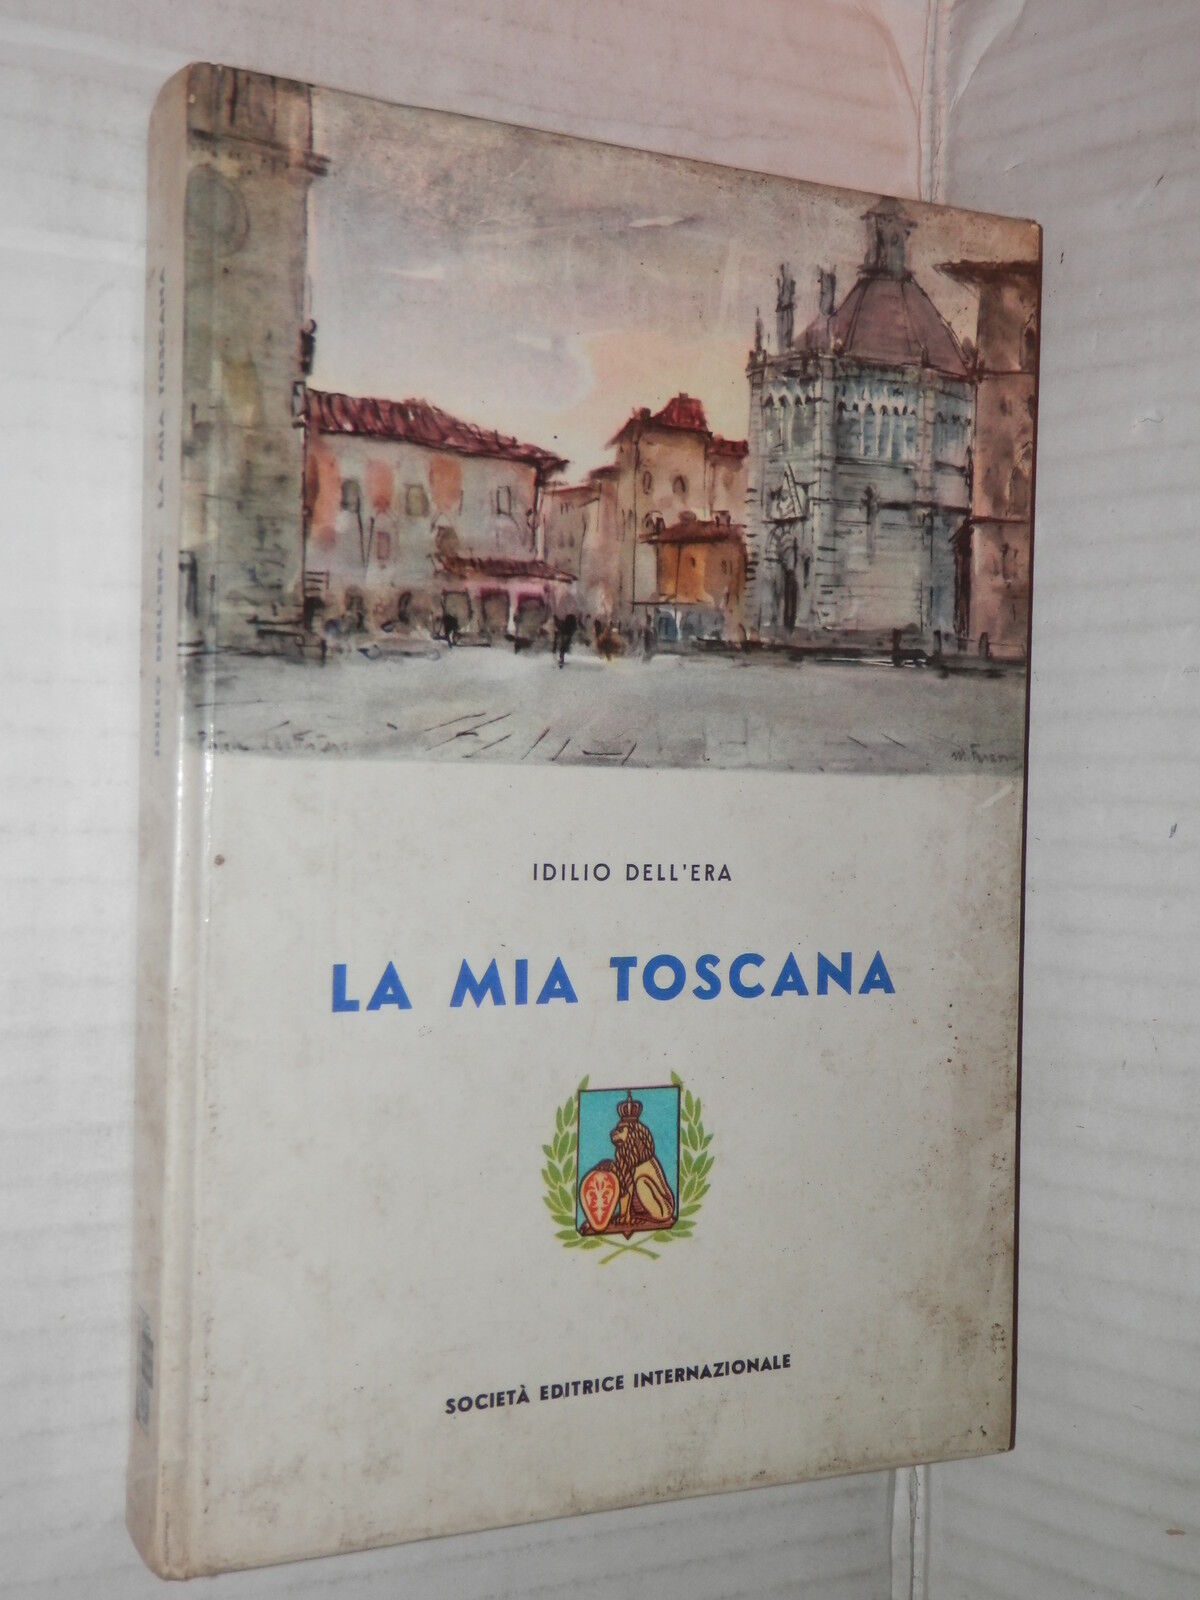 IDILIO DELL'ERA LA MIA TOSCANA
IDILIO DELL'ERA
LA MIA TOSCANA
SOCIETÀ EDITRICE INTERNAZIONALE